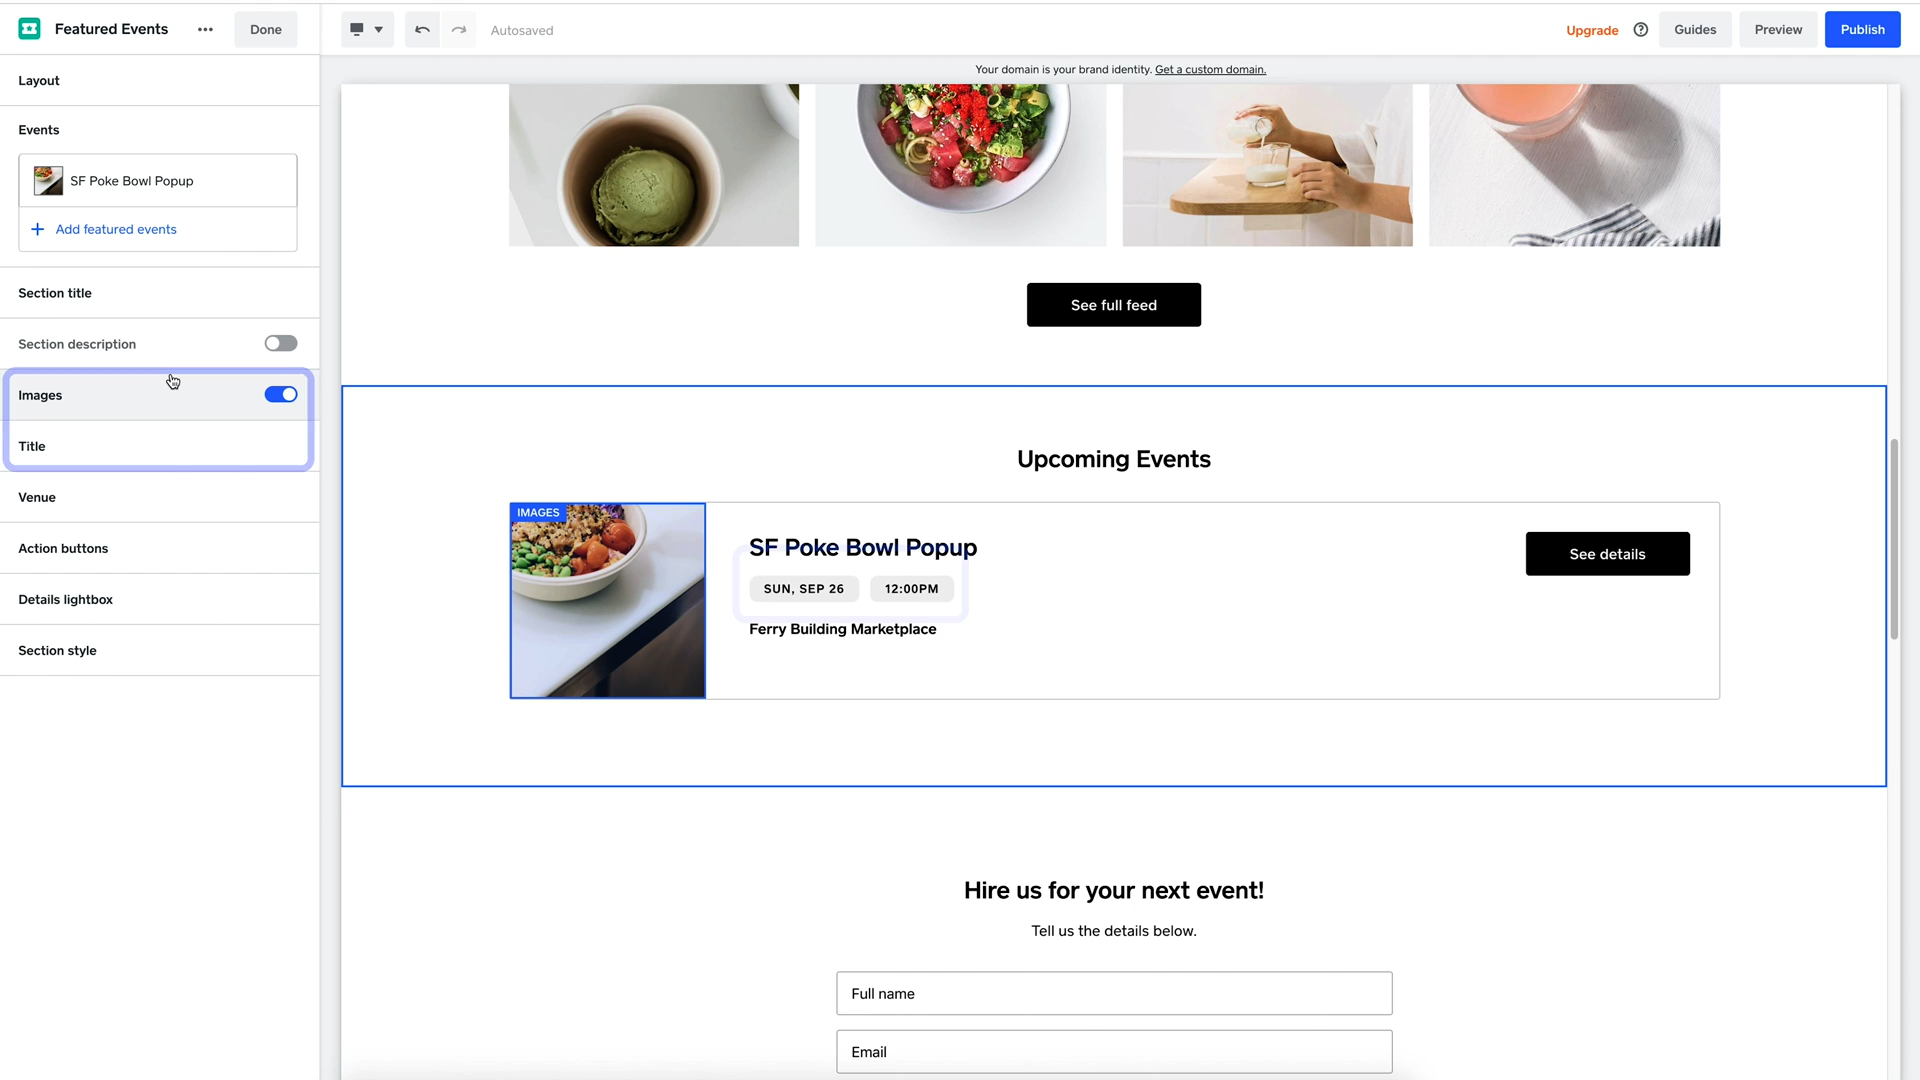 Featured Events
Done
Autosaved
Upgrade
Guides
Preview
Publish
Layout
Events
SF Poke Bowl Popup
Add featured events
Section title
Section description
Images
Title
Venue
Action buttons
Details lightbox
Section style
Your domain is your brand identity. Get a custom domain.
See full feed
Upcoming Events
IMAGES
SF Poke Bowl Popup
SUN, SEP 26
12:00PM
Ferry Building Marketplace
See details
Hire us for your next event!
Tell us the details below.
Full name
Email